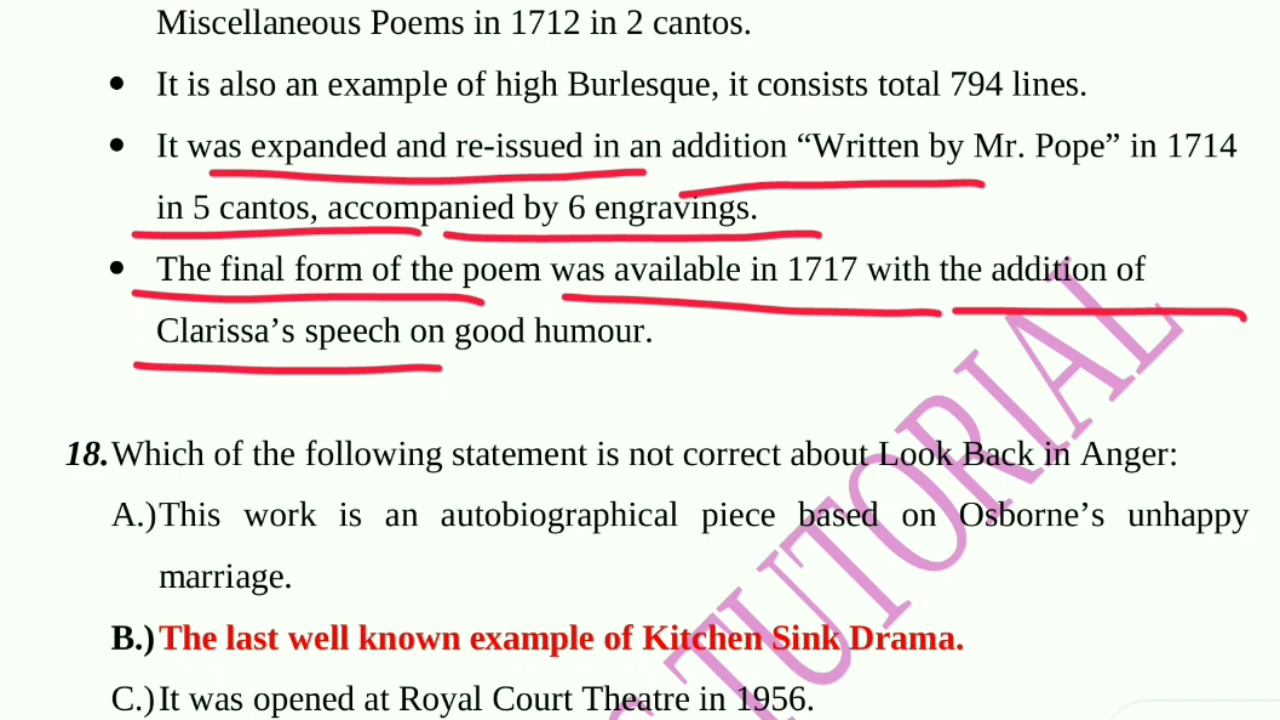 Miscellaneous Poems in 1712 in 2 cantos.
• It is also an example of high Burlesque, it consists total 794 lines.
• It was expanded and re-issued in an addition “Written by Mr. Pope” in 1714
in 5 cantos, accompanied by 6 engravings.
• The final form of the poem was available in 1717 with the addition of
Clarissa’s speech on good humour.
18.Which of the following statement is not correct about Look Back in Anger:
A.)This work is an autobiographical piece based on Osborne’s unhappy
marriage.
B.)The last well known example of Kitchen Sink Drama.
C.)It was opened at Royal Court Theatre in 1956.
TUTORIAL